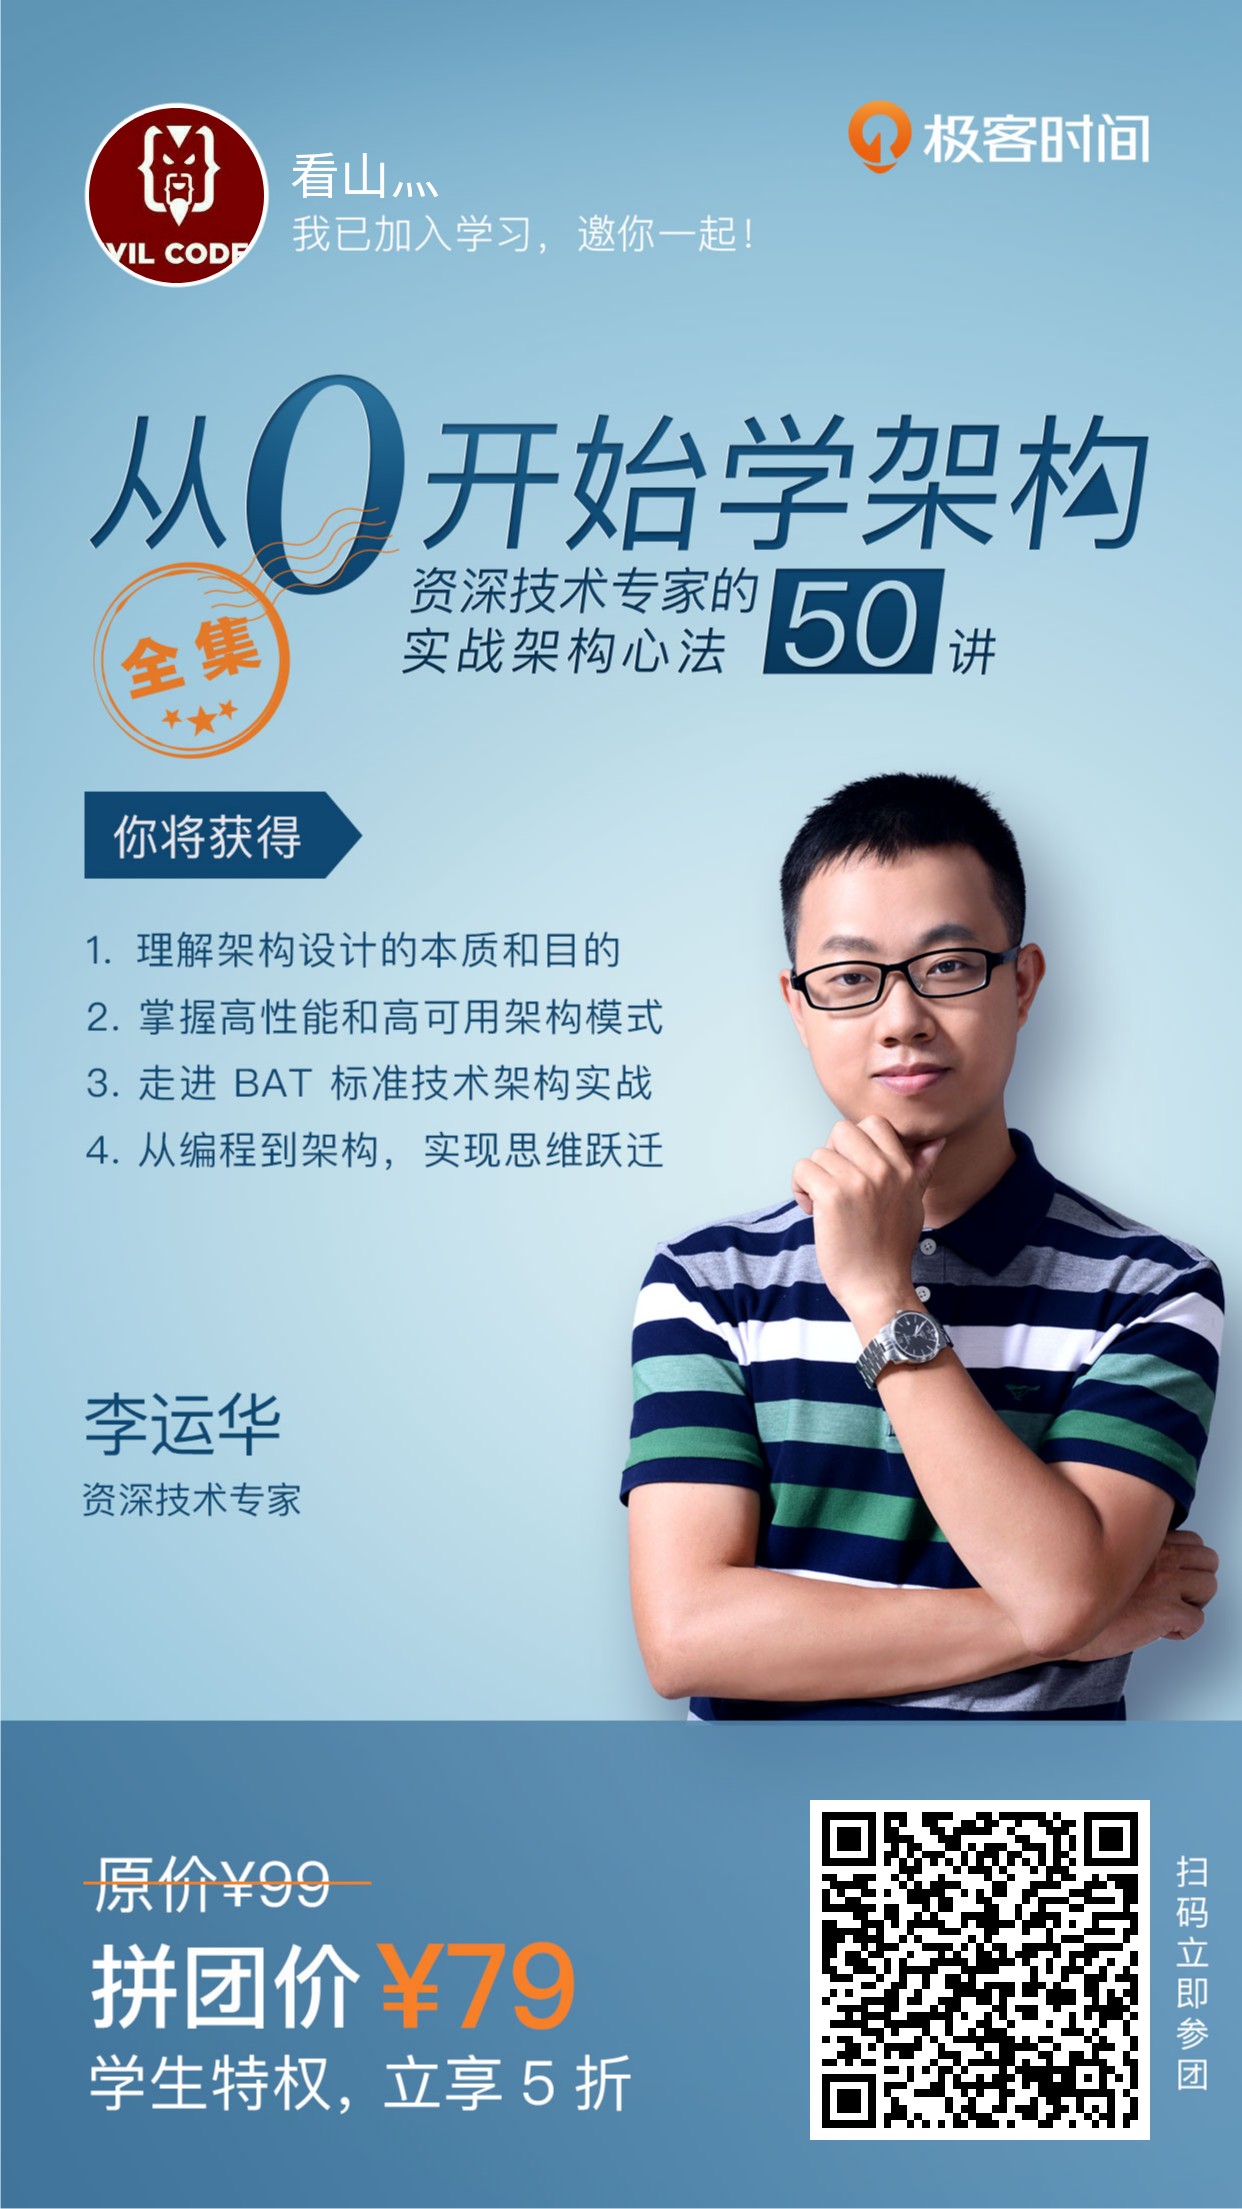 极客时间
看山灬
我已加入学习，邀你一起！
VIL CODE
从0开始学架构
资深技术专家的
实战架构心法 50 讲
全集
你将获得
1. 理解架构设计的本质和目的
2. 掌握高性能和高可用架构模式
3. 走进 BAT 标准技术架构实战
4. 从编程到架构，实现思维跃迁
李运华
资深技术专家
原价¥99
拼团价¥79
学生特权，立享 5 折
扫码立即参团